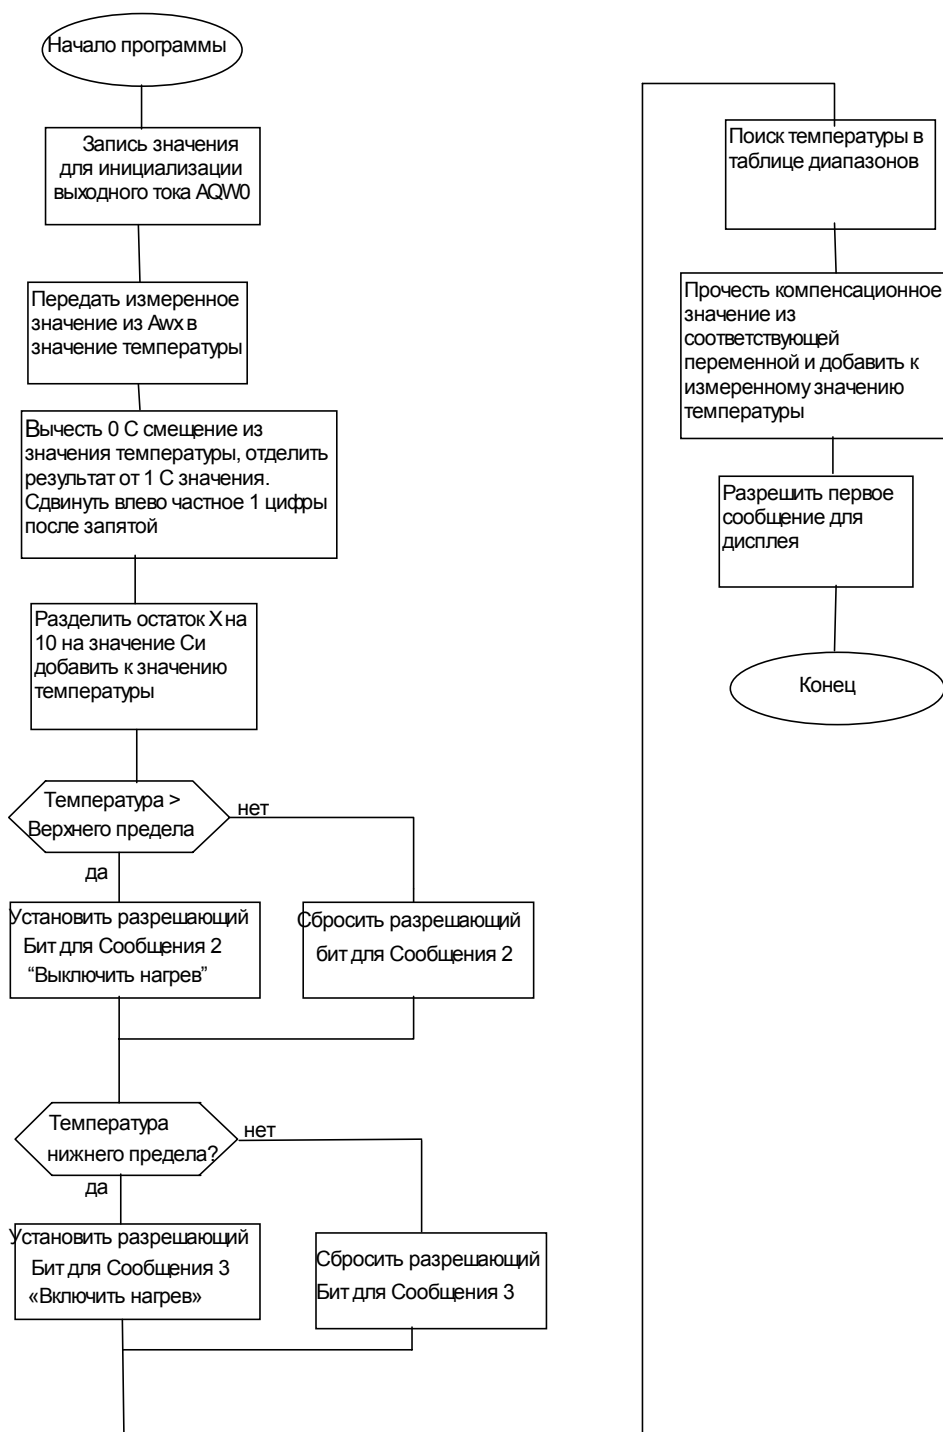 Начало программы
Запись значения
для инициализации
выходного тока AQW0
Передать измеренное
значение из Awx в
значение температуры
Вычесть 0 С смещение из
значения температуры, отделить
результат от 1 С значения.
Сдвинуть влево частное 1 цифры
после запятой
Разделить остаток Х на
10 на значение Си
добавить к значению
температуры
Температура >
Верхнего предела
нет
да
Установить разрешающий
Бит для Сообщения 2
“Выключить нагрев”
Сбросить разрешающий
бит для Сообщения 2
Температура
нижнего предела?
нет
да
Установить разрешающий
Бит для Сообщения 3
«Включить нагрев»
Сбросить разрешающий
Бит для Сообщения 3
Поиск температуры в
таблице диапазонов
Прочесть компенсационное
значение из
соответствующей
переменной и добавить к
измеренному значению
температуры
Разрешить первое
сообщение для
дисплея
Конец